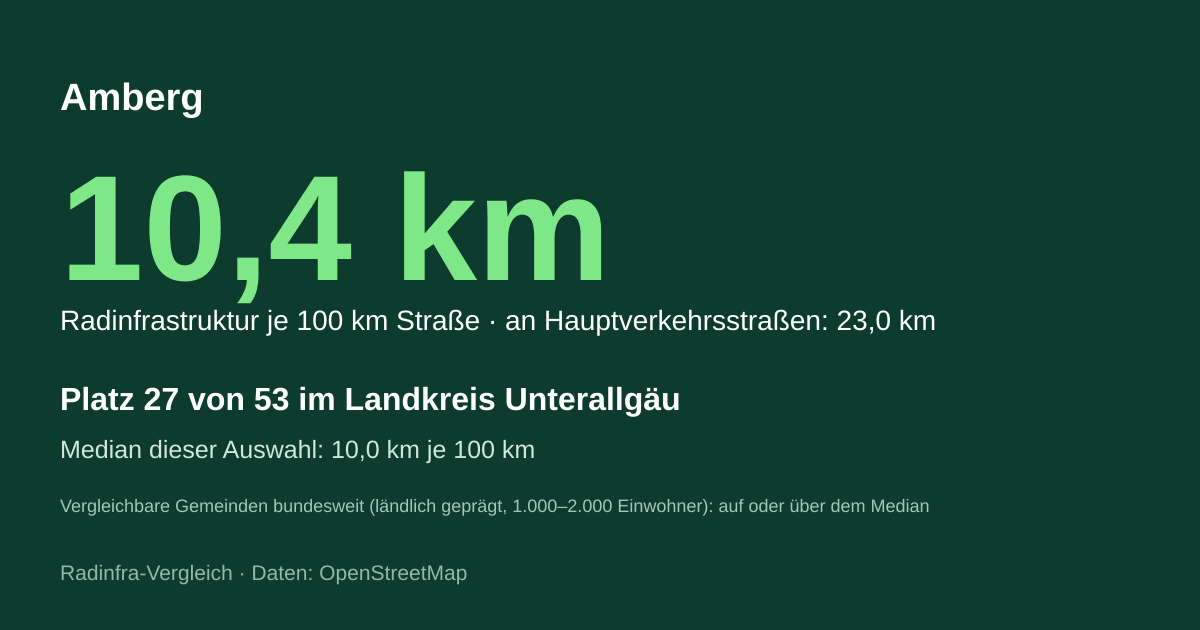 Amberg
10,4 km
Radinfrastruktur je 100 km Straße · an Hauptverkehrsstraßen: 23,0 km
Platz 27 von 53 im Landkreis Unterallgäu
Median dieser Auswahl: 10,0 km je 100 km
Vergleichbare Gemeinden bundesweit (ländlich geprägt, 1.000–2.000 Einwohner): auf oder über dem Median
Radinfra-Vergleich · Daten: OpenStreetMap